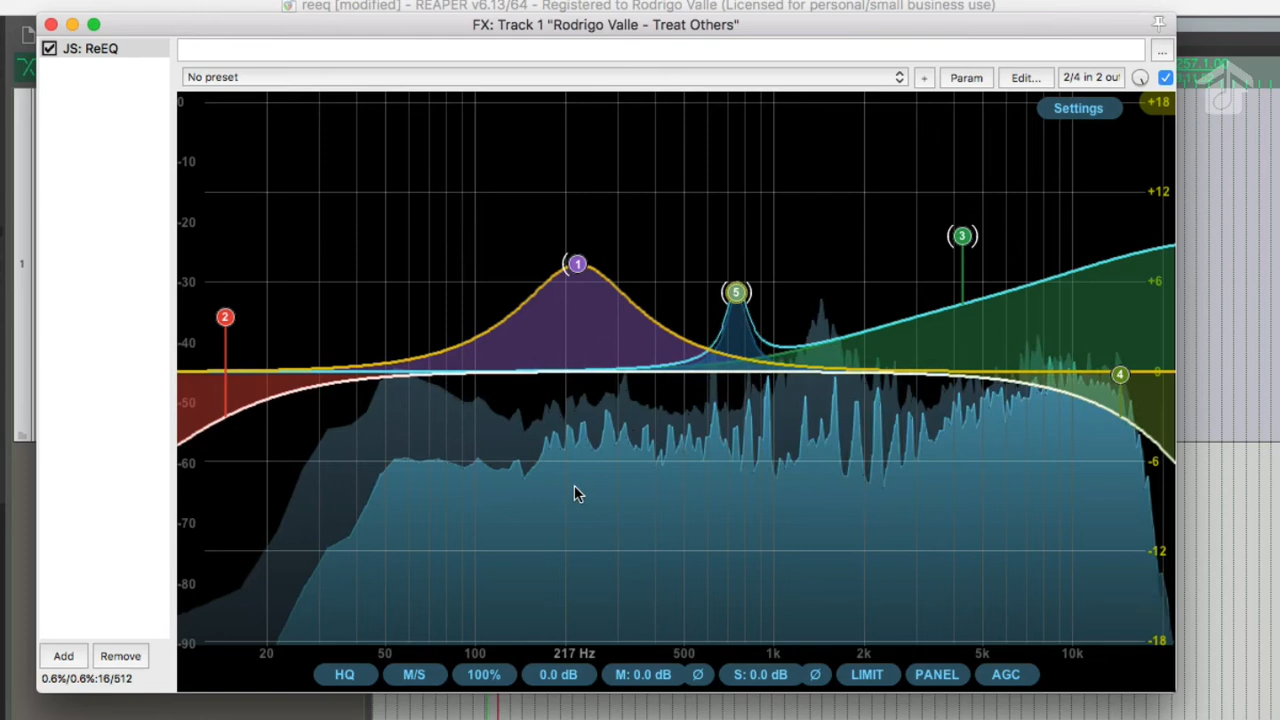 reeq [modified] - REAPER v6.13/64 - Registered to Rodrigo Valle (Licensed for personal/small business use)
FX: Track 1 "Rodrigo Valle - Treat Others"
JS: ReEQ
...
No preset
+
Param
Edit...
2/4 in 2 out
257.1.00
0
Settings
+18
-10
+12
-20
3
1
-30
5
+6
2
-40
4
0
-50
-60
-6
-70
-12
-80
-90
-18
20
50
100
217 Hz
500
1k
2k
5k
10k
HQ
M/S
100%
0.0 dB
M: 0.0 dB
Ø
S: 0.0 dB
Ø
LIMIT
PANEL
AGC
1
Add
Remove
0.6%/0.6%:16/512